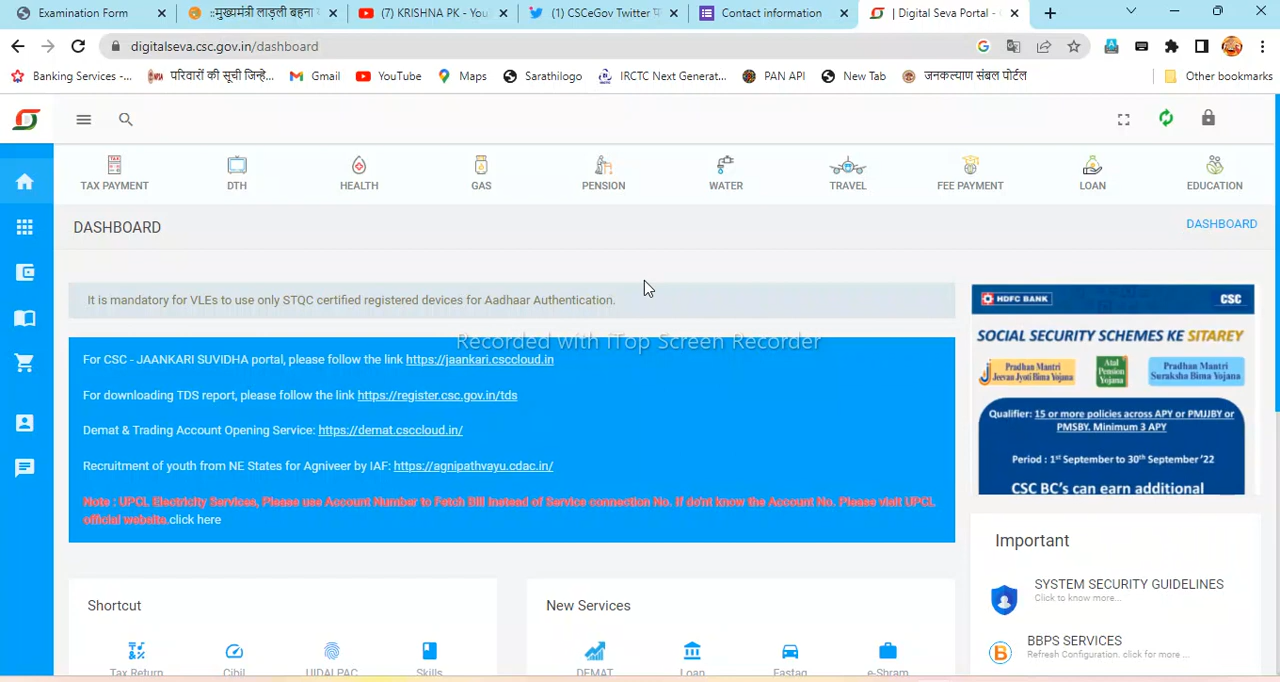 Examination Form
::मुख्यमंत्री लाड़ली बहना
(7) KRISHNA PK - You
(1) CSCeGov Twitter
Contact information
| Digital Seva Portal -
digitalseva.csc.gov.in/dashboard
Banking Services -...
परिवारों की सूची जिन्हे...
Gmail
YouTube
Maps
Sarathilogo
IRCTC Next Generat...
PAN API
New Tab
जनकल्याण संबल पोर्टल
Other bookmarks
TAX PAYMENT
DTH
HEALTH
GAS
PENSION
WATER
TRAVEL
FEE PAYMENT
LOAN
EDUCATION
DASHBOARD
DASHBOARD
It is mandatory for VLEs to use only STQC certified registered devices for Aadhaar Authentication.
Recorded with iTop Screen Recorder
For CSC - JAANKARI SUVIDHA portal, please follow the link https://jaankari.csccloud.in
For downloading TDS report, please follow the link https://register.csc.gov.in/tds
Demat & Trading Account Opening Service: https://demat.csccloud.in/
Recruitment of youth from NE States for Agniveer by IAF: https://agnipathvayu.cdac.in/
Note : UPCL Electricity Services, Please use Account Number to Fetch Bill instead of Service connection No. If do'nt know the Account No. Please visit UPCL
official website.click here
HDFC BANK
CSC
SOCIAL SECURITY SCHEMES KE SITAREY
Pradhan Mantri
Jeevan Jyoti Bima Yojana
Atal
Pension
Yojana
Pradhan Mantri
Suraksha Bima Yojana
Qualifier: 15 or more policies across APY or PMJJBY or
PMSBY. Minimum 3 APY
Period : 1st September to 30th September '22
CSC BC's can earn additional
Important
SYSTEM SECURITY GUIDELINES
Click to know more...
BBPS SERVICES
Refresh Configuration. click for more ...
Shortcut
Tax Return
Cibil
UIDAI PAC
Skills
New Services
DEMAT
Loan
Fastag
e-Shram